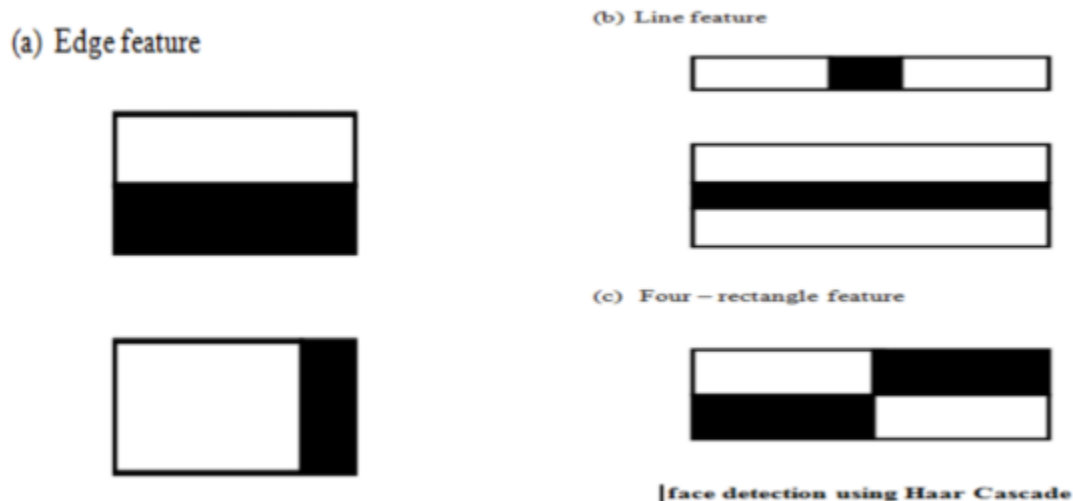 (a) Edge feature
(b) Line feature
(c) Four – rectangle feature
face detection using Haar Cascade